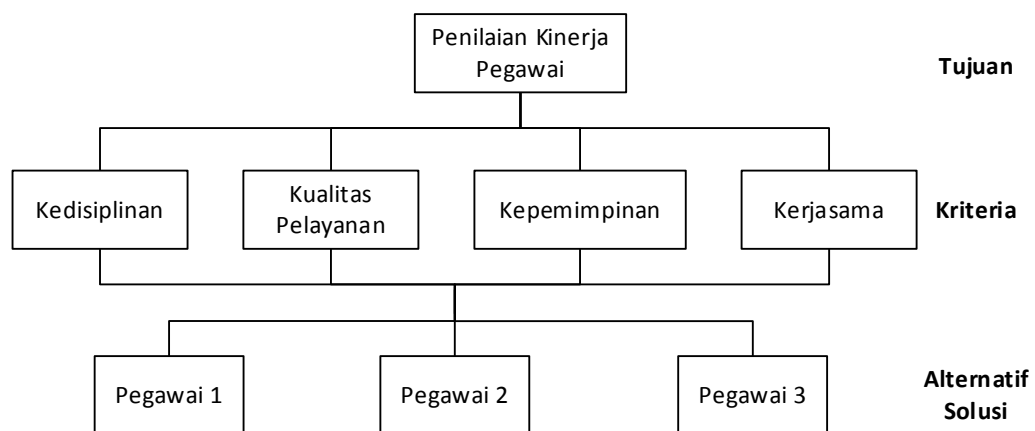 Penilaian Kinerja
Pegawai
Tujuan
Kedisiplinan
Kualitas
Pelayanan
Kepemimpinan
Kerjasama
Kriteria
Pegawai 1
Pegawai 2
Pegawai 3
Alternatif
Solusi